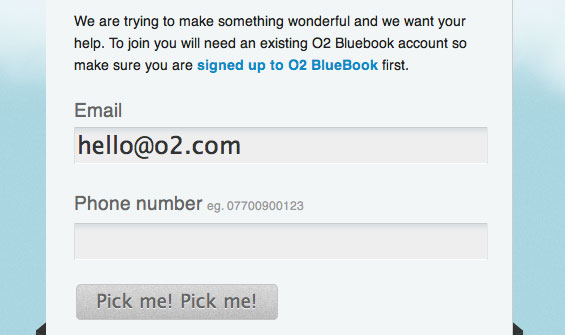 We are trying to make something wonderful and we want your
help. To join you will need an existing O2 Bluebook account so
make sure you are signed up to O2 BlueBook first.
Email
hello@o2.com
Phone number eg. 07700900123
Pick me! Pick me!